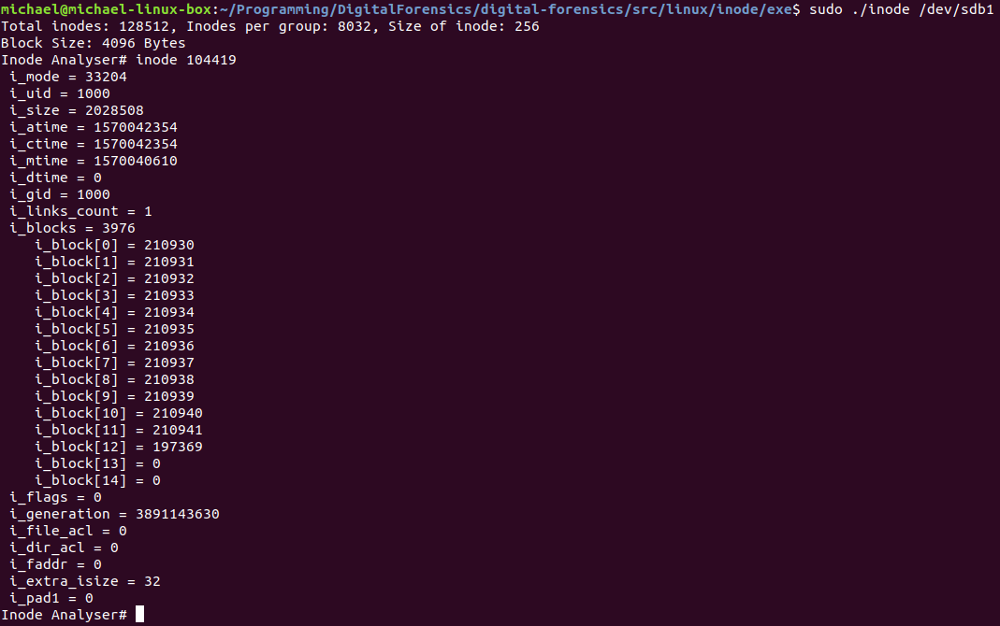 michael@michael-linux-box:~/Programming/DigitalForensics/digital-forensics/src/linux/inode/exe$ sudo ./inode /dev/sdb1
Total inodes: 128512, Inodes per group: 8032, Size of inode: 256
Block Size: 4096 Bytes
Inode Analyser# inode 104419
i_mode = 33204
i_uid = 1000
i_size = 2028508
i_atime = 1570042354
i_ctime = 1570042354
i_mtime = 1570040610
i_dtime = 0
i_gid = 1000
i_links_count = 1
i_blocks = 3976
i_block[0] = 210930
i_block[1] = 210931
i_block[2] = 210932
i_block[3] = 210933
i_block[4] = 210934
i_block[5] = 210935
i_block[6] = 210936
i_block[7] = 210937
i_block[8] = 210938
i_block[9] = 210939
i_block[10] = 210940
i_block[11] = 210941
i_block[12] = 197369
i_block[13] = 0
i_block[14] = 0
i_flags = 0
i_generation = 3891143630
i_file_acl = 0
i_dir_acl = 0
i_faddr = 0
i_extra_isize = 32
i_pad1 = 0
Inode Analyser#